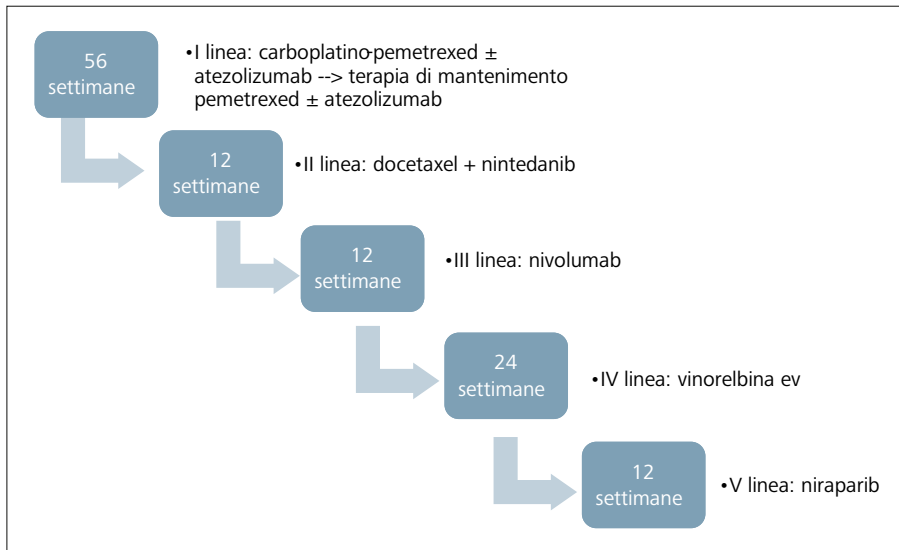 56
settimane
•I linea: carboplatino-pemetrexed ±
atezolizumab --> terapia di mantenimento
pemetrexed ± atezolizumab
12
settimane
•II linea: docetaxel + nintedanib
12
settimane
•III linea: nivolumab
24
settimane
•IV linea: vinorelbina ev
12
settimane
•V linea: niraparib